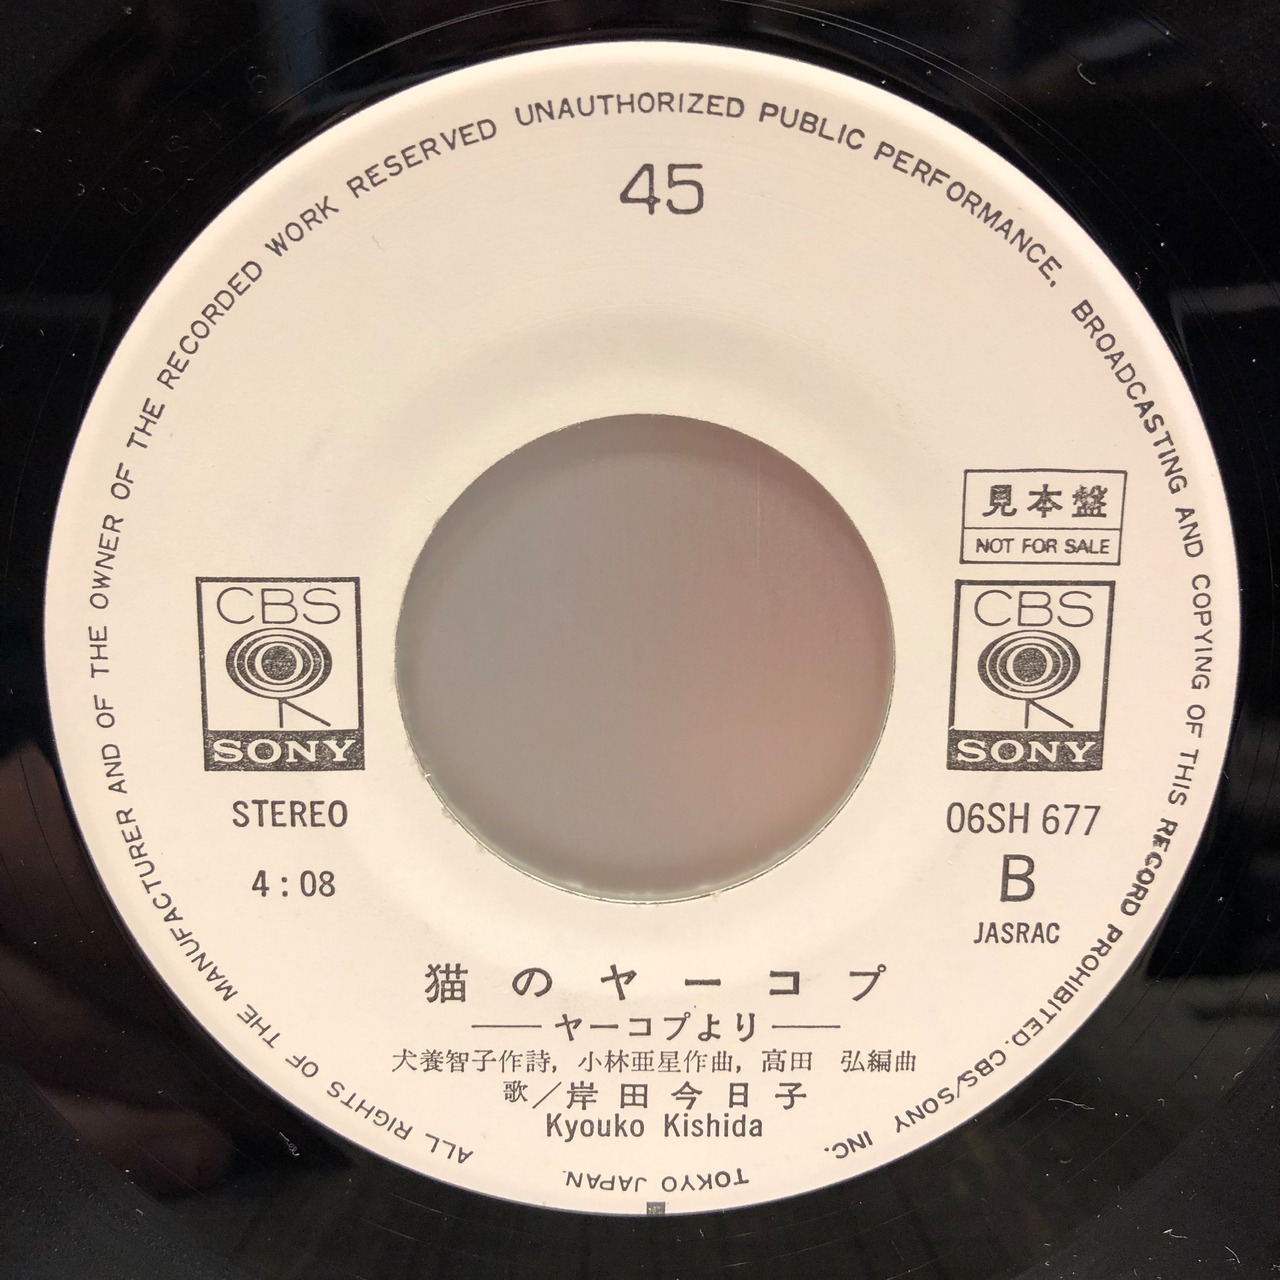 ALL RIGHTS OF THE MANUFACTURER AND OF THE OWNER OF THE RECORDED WORK RESERVED UNAUTHORIZED PUBLIC PERFORMANCE, BROADCASTING AND COPYING OF THIS RECORD PROHIBITED. CBS/SONY INC. TOKYO JAPAN.
45
見本盤
NOT FOR SALE
CBS
SONY
STEREO
4:08
CBS
SONY
06SH 677
B
JASRAC
猫のヤーコプ
── ヤーコプより ──
犬養智子作詩, 小林亜星作曲, 高田 弘編曲
歌／岸田今日子
Kyouko Kishida